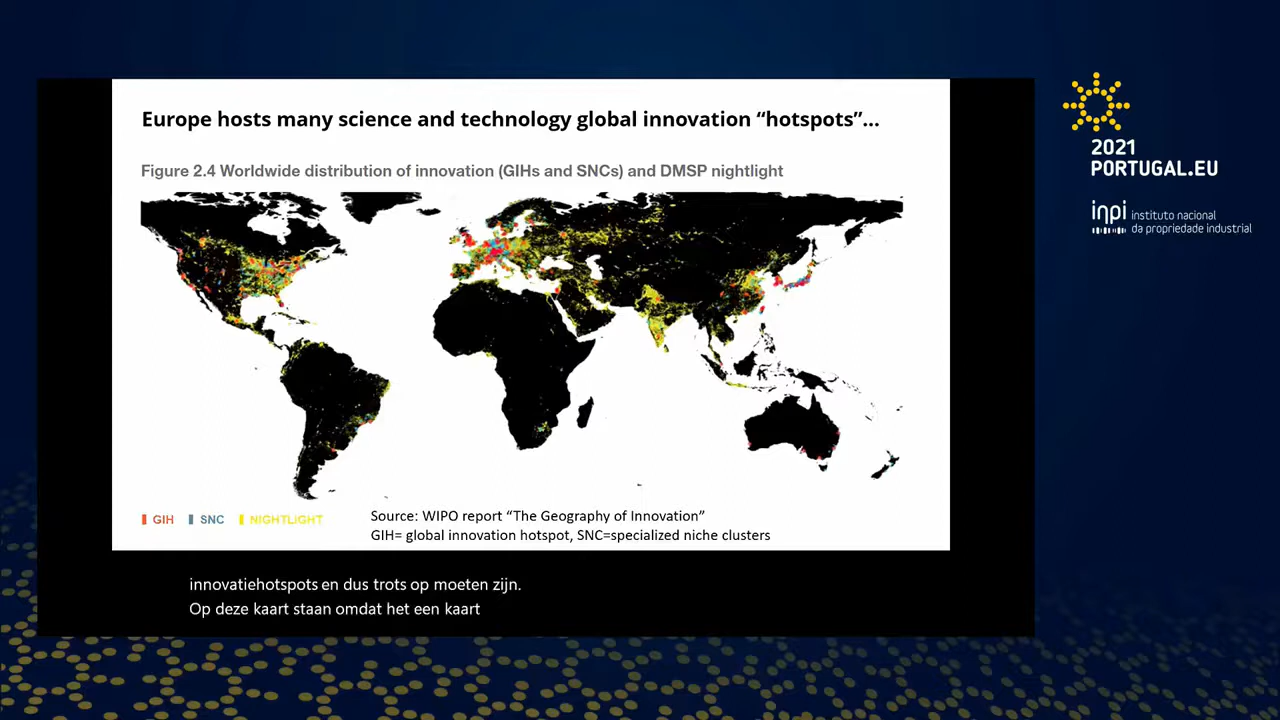 Europe hosts many science and technology global innovation “hotspots”...
Figure 2.4 Worldwide distribution of innovation (GIHs and SNCs) and DMSP nightlight
GIH SNC NIGHTLIGHT
Source: WIPO report “The Geography of Innovation”
GIH= global innovation hotspot, SNC=specialized niche clusters
innovatiehotspots en dus trots op moeten zijn.
Op deze kaart staan omdat het een kaart
2021
PORTUGAL.EU
inpi instituto nacional
da propriedade industrial